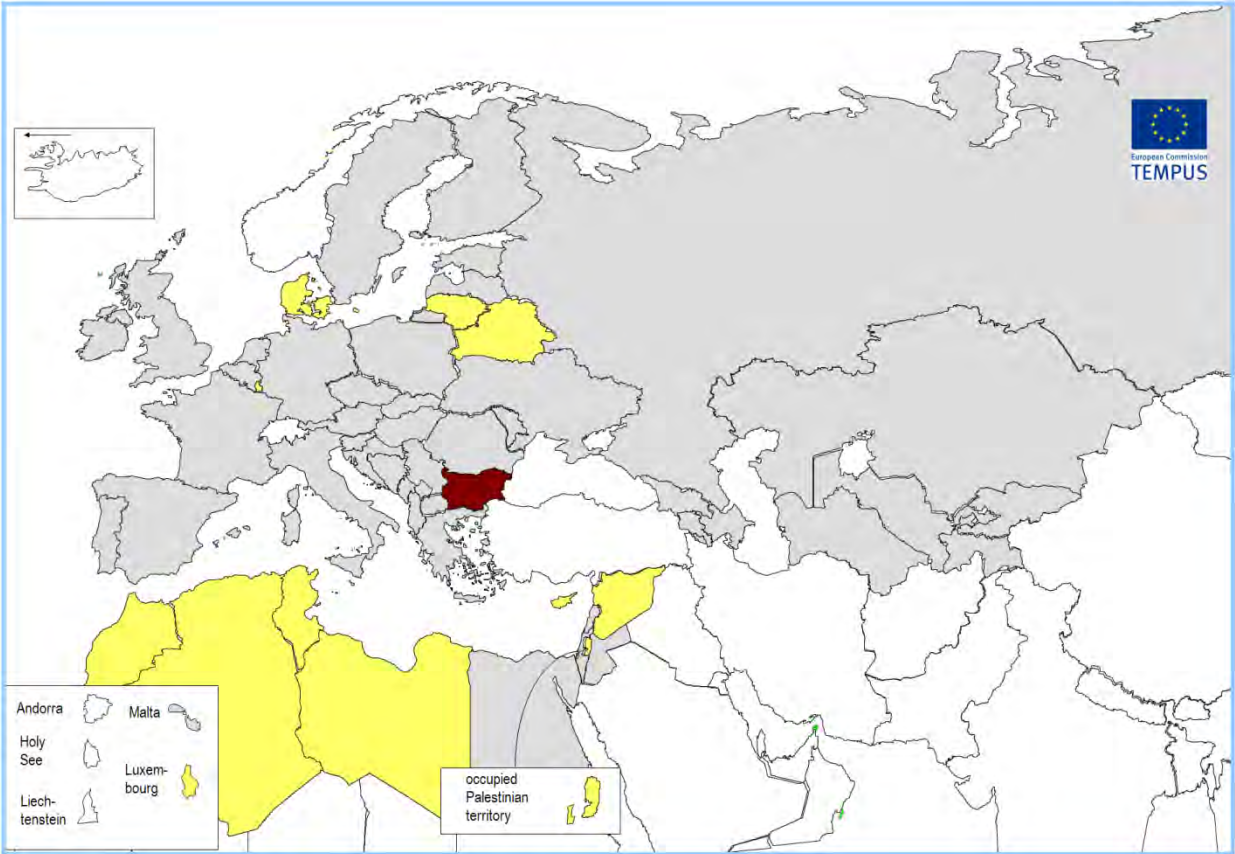 European Commission
TEMPUS
Andorra
Malta
Holy
See
Luxem-
bourg
Liech-
tenstein
occupied
Palestinian
territory